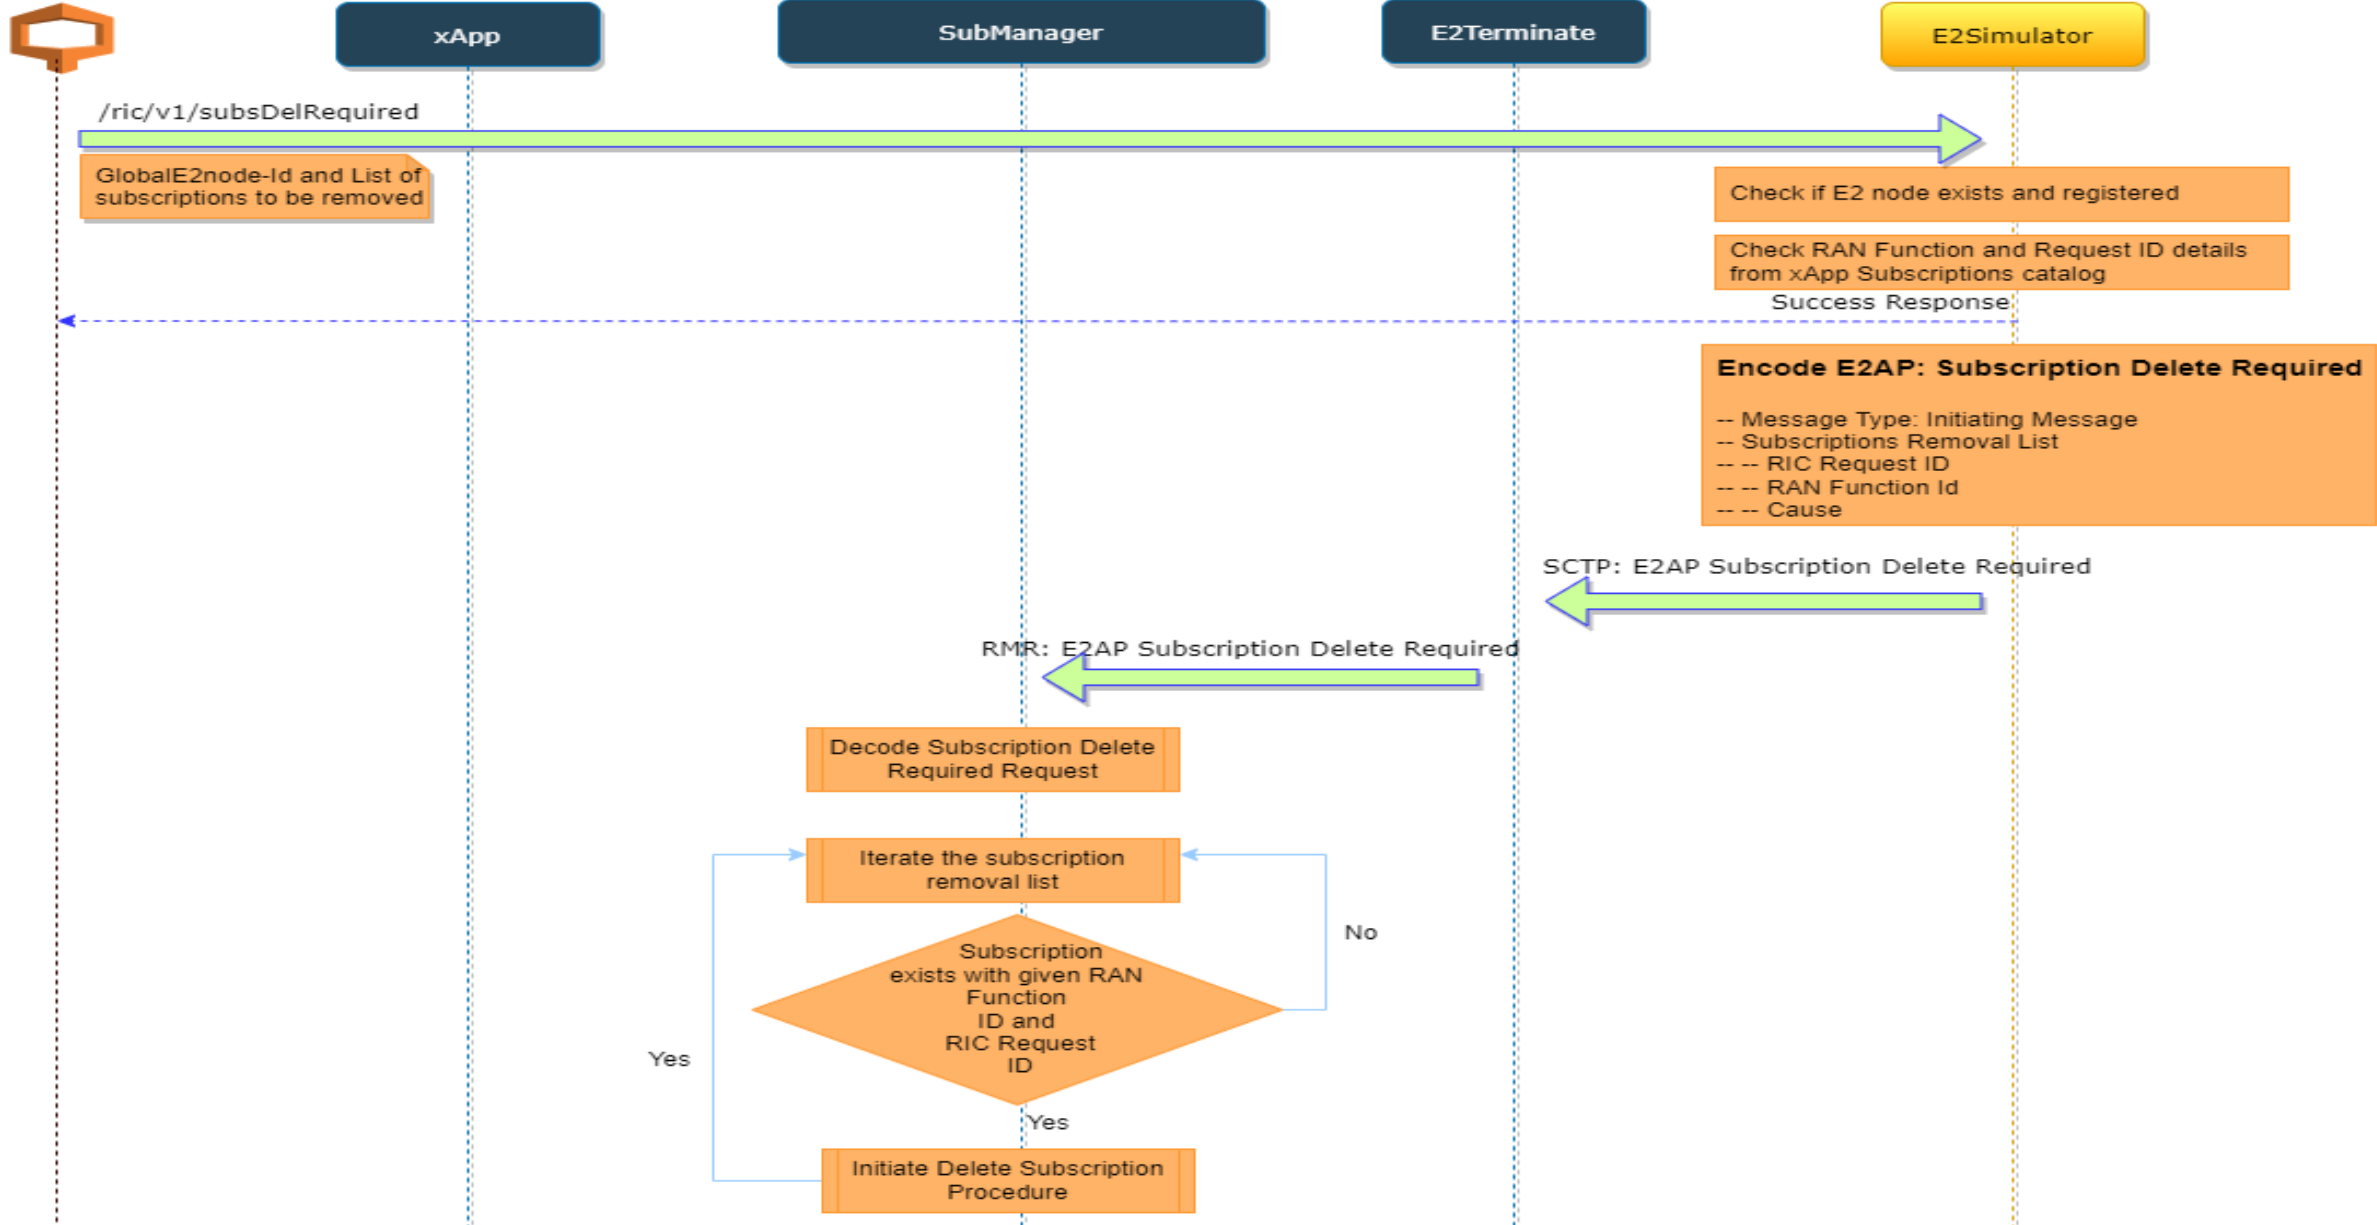 xApp
SubManager
E2Terminate
E2Simulator
/ric/v1/subsDelRequired
GlobalE2node-Id and List of
subscriptions to be removed
Check if E2 node exists and registered
Check RAN Function and Request ID details
from xApp Subscriptions catalog
Success Response
Encode E2AP: Subscription Delete Required
-- Message Type: Initiating Message
-- Subscriptions Removal List
-- -- RIC Request ID
-- -- RAN Function Id
-- -- Cause
SCTP: E2AP Subscription Delete Required
RMR: E2AP Subscription Delete Required
Decode Subscription Delete
Required Request
Iterate the subscription
removal list
No
Subscription
exists with given RAN
Function
ID and
RIC Request
ID
Yes
Yes
Initiate Delete Subscription
Procedure